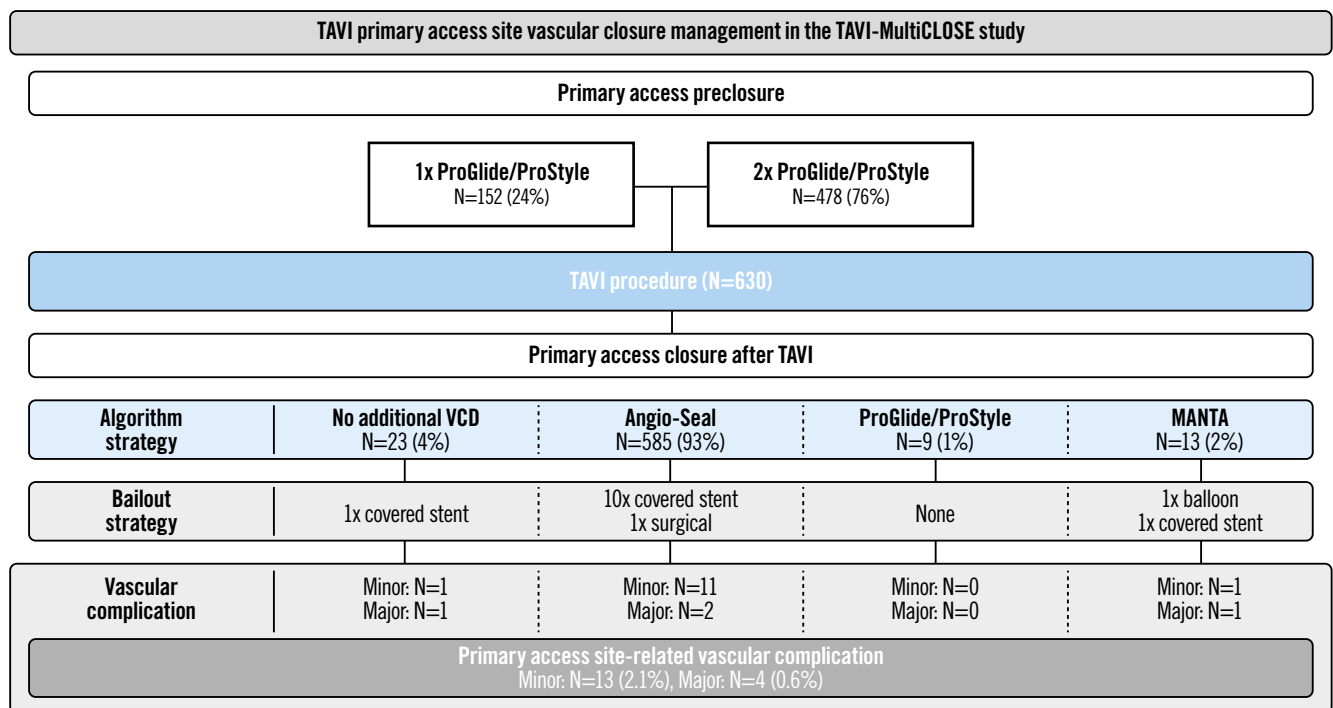 TAVI primary access site vascular closure management in the TAVI-MultiCLOSE study
Primary access preclosure
1x ProGlide/ProStyle
N=152 (24%)
2x ProGlide/ProStyle
N=478 (76%)
TAVI procedure (N=630)
Primary access closure after TAVI
Algorithm
strategy
No additional VCD
N=23 (4%)
Angio-Seal
N=585 (93%)
ProGlide/ProStyle
N=9 (1%)
MANTA
N=13 (2%)
Bailout
strategy
1x covered stent
10x covered stent
1x surgical
None
1x balloon
1x covered stent
Vascular
complication
Minor: N=1
Major: N=1
Minor: N=11
Major: N=2
Minor: N=0
Major: N=0
Minor: N=1
Major: N=1
Primary access site-related vascular complication
Minor: N=13 (2.1%), Major: N=4 (0.6%)